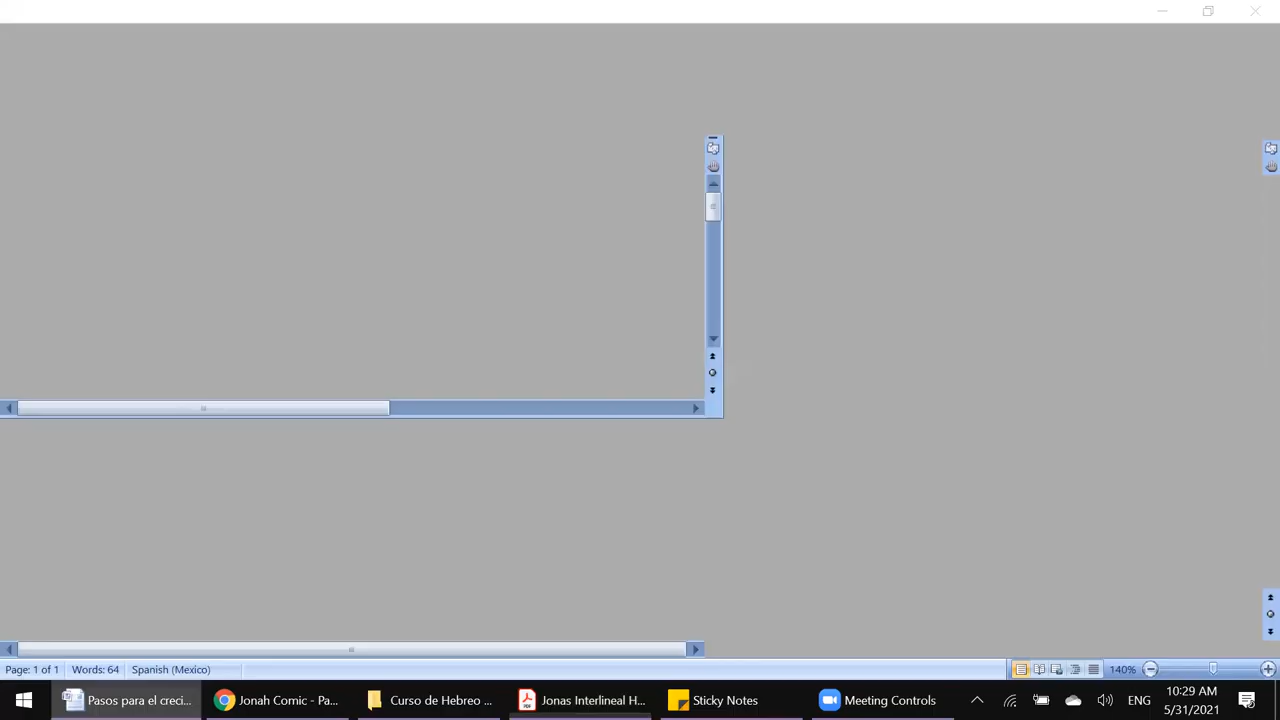 Page: 1 of 1 Words: 64 Spanish (Mexico) 140%
Pasos para el creci... Jonah Comic - Pa... Curso de Hebreo ... Jonas Interlineal H... Sticky Notes Meeting Controls ENG 10:29 AM
5/31/2021